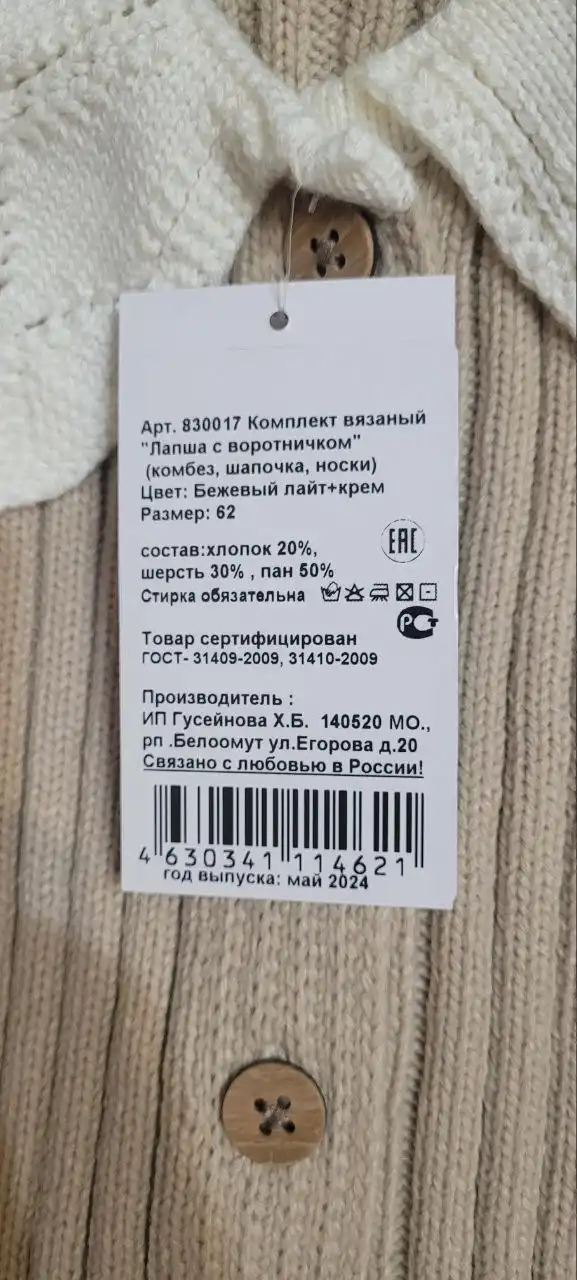 Арт. 830017 Комплект вязаный
"Лапша с воротничком"
(комбез, шапочка, носки)
Цвет: Бежевый лайт+крем
Размер: 62
состав:хлопок 20%,
шерсть 30% , пан 50%
EAC
Стирка обязательна
РСТ
Товар сертифицирован
ГОСТ- 31409-2009, 31410-2009
Производитель :
ИП Гусейнова Х.Б. 140520 МО.,
рп .Белоомут ул.Егорова д.20
Связано с любовью в России!
4 630341 114621
год выпуска: май 2024